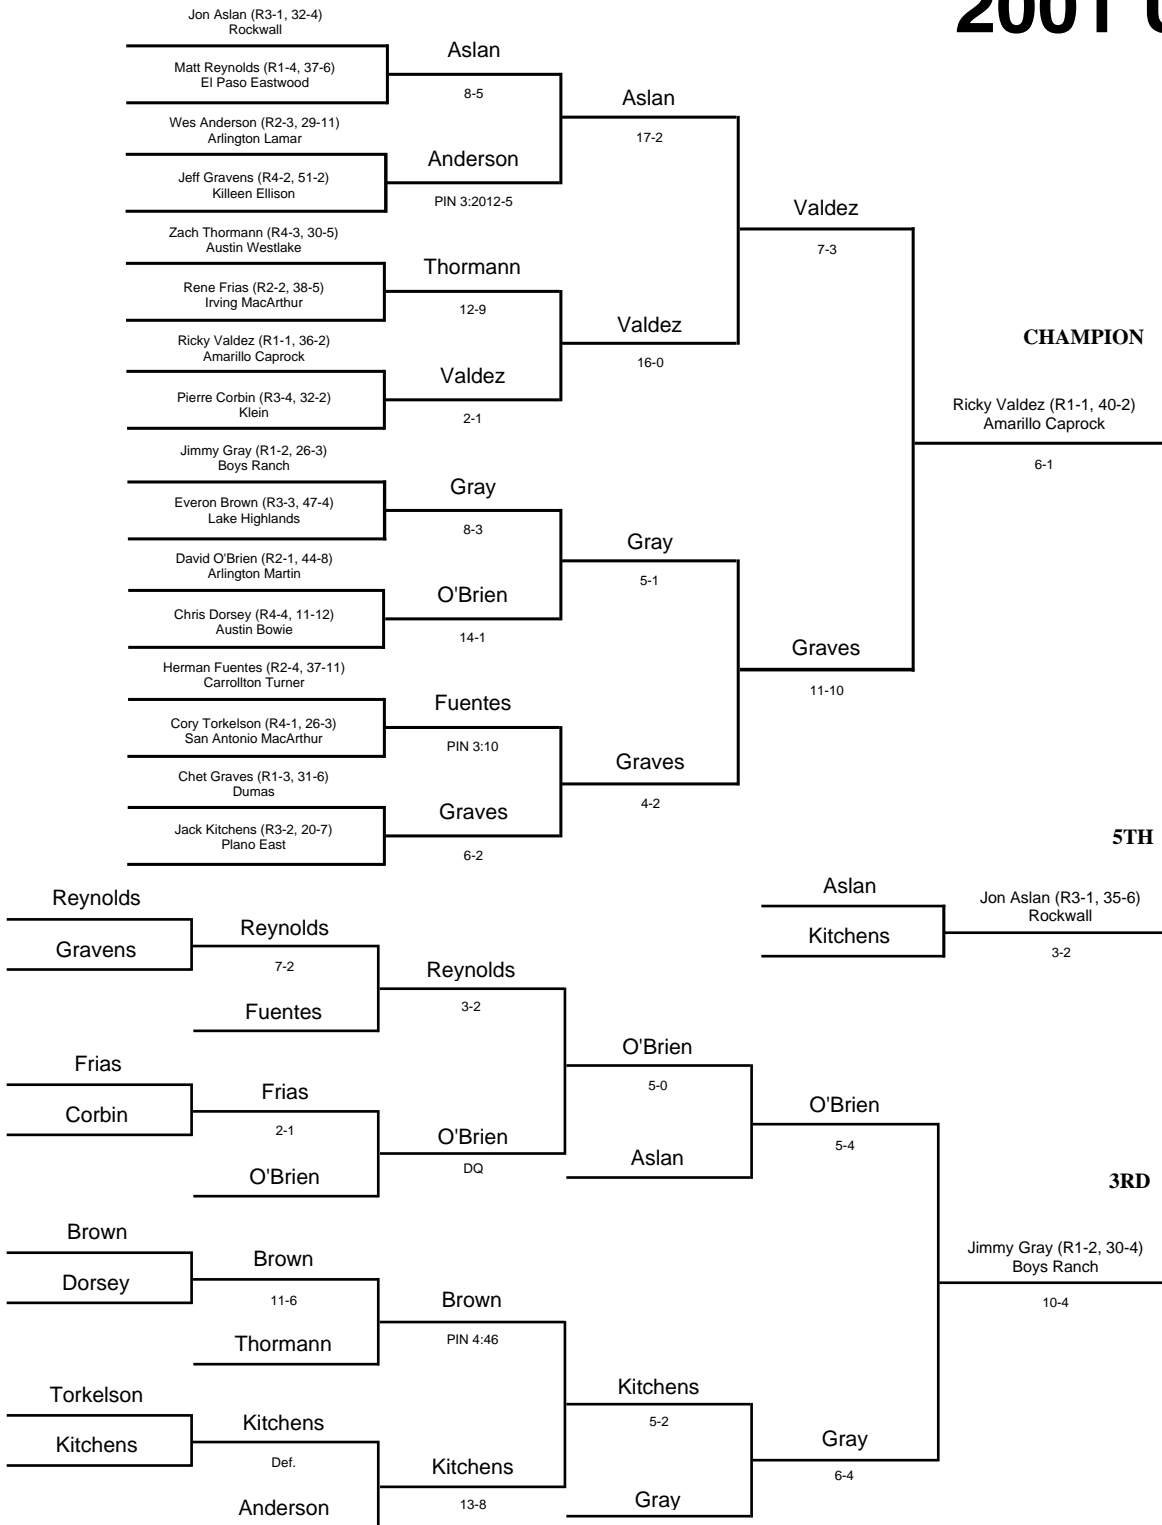 2001 U
Jon Aslan (R3-1, 32-4)
Rockwall
Matt Reynolds (R1-4, 37-6)
El Paso Eastwood
Wes Anderson (R2-3, 29-11)
Arlington Lamar
Jeff Gravens (R4-2, 51-2)
Killeen Ellison
Zach Thormann (R4-3, 30-5)
Austin Westlake
Rene Frias (R2-2, 38-5)
Irving MacArthur
Ricky Valdez (R1-1, 36-2)
Amarillo Caprock
Pierre Corbin (R3-4, 32-2)
Klein
Jimmy Gray (R1-2, 26-3)
Boys Ranch
Everon Brown (R3-3, 47-4)
Lake Highlands
David O'Brien (R2-1, 44-8)
Arlington Martin
Chris Dorsey (R4-4, 11-12)
Austin Bowie
Herman Fuentes (R2-4, 37-11)
Carrollton Turner
Cory Torkelson (R4-1, 26-3)
San Antonio MacArthur
Chet Graves (R1-3, 31-6)
Dumas
Jack Kitchens (R3-2, 20-7)
Plano East
Aslan
8-5
Anderson
PIN 3:2012-5
Thormann
12-9
Valdez
2-1
Gray
8-3
O'Brien
14-1
Fuentes
PIN 3:10
Graves
6-2
Aslan
17-2
Valdez
16-0
Gray
5-1
Graves
4-2
Valdez
7-3
Graves
11-10
CHAMPION
Ricky Valdez (R1-1, 40-2)
Amarillo Caprock
6-1
5TH
Aslan
Kitchens
Jon Aslan (R3-1, 35-6)
Rockwall
3-2
Reynolds
Gravens
Frias
Corbin
Brown
Dorsey
Torkelson
Kitchens
Reynolds
7-2
Fuentes
Frias
2-1
O'Brien
Brown
11-6
Thormann
Kitchens
Def.
Anderson
Reynolds
3-2
O'Brien
DQ
Brown
PIN 4:46
Kitchens
13-8
O'Brien
5-0
Aslan
Kitchens
5-2
Gray
O'Brien
5-4
Gray
6-4
3RD
Jimmy Gray (R1-2, 30-4)
Boys Ranch
10-4